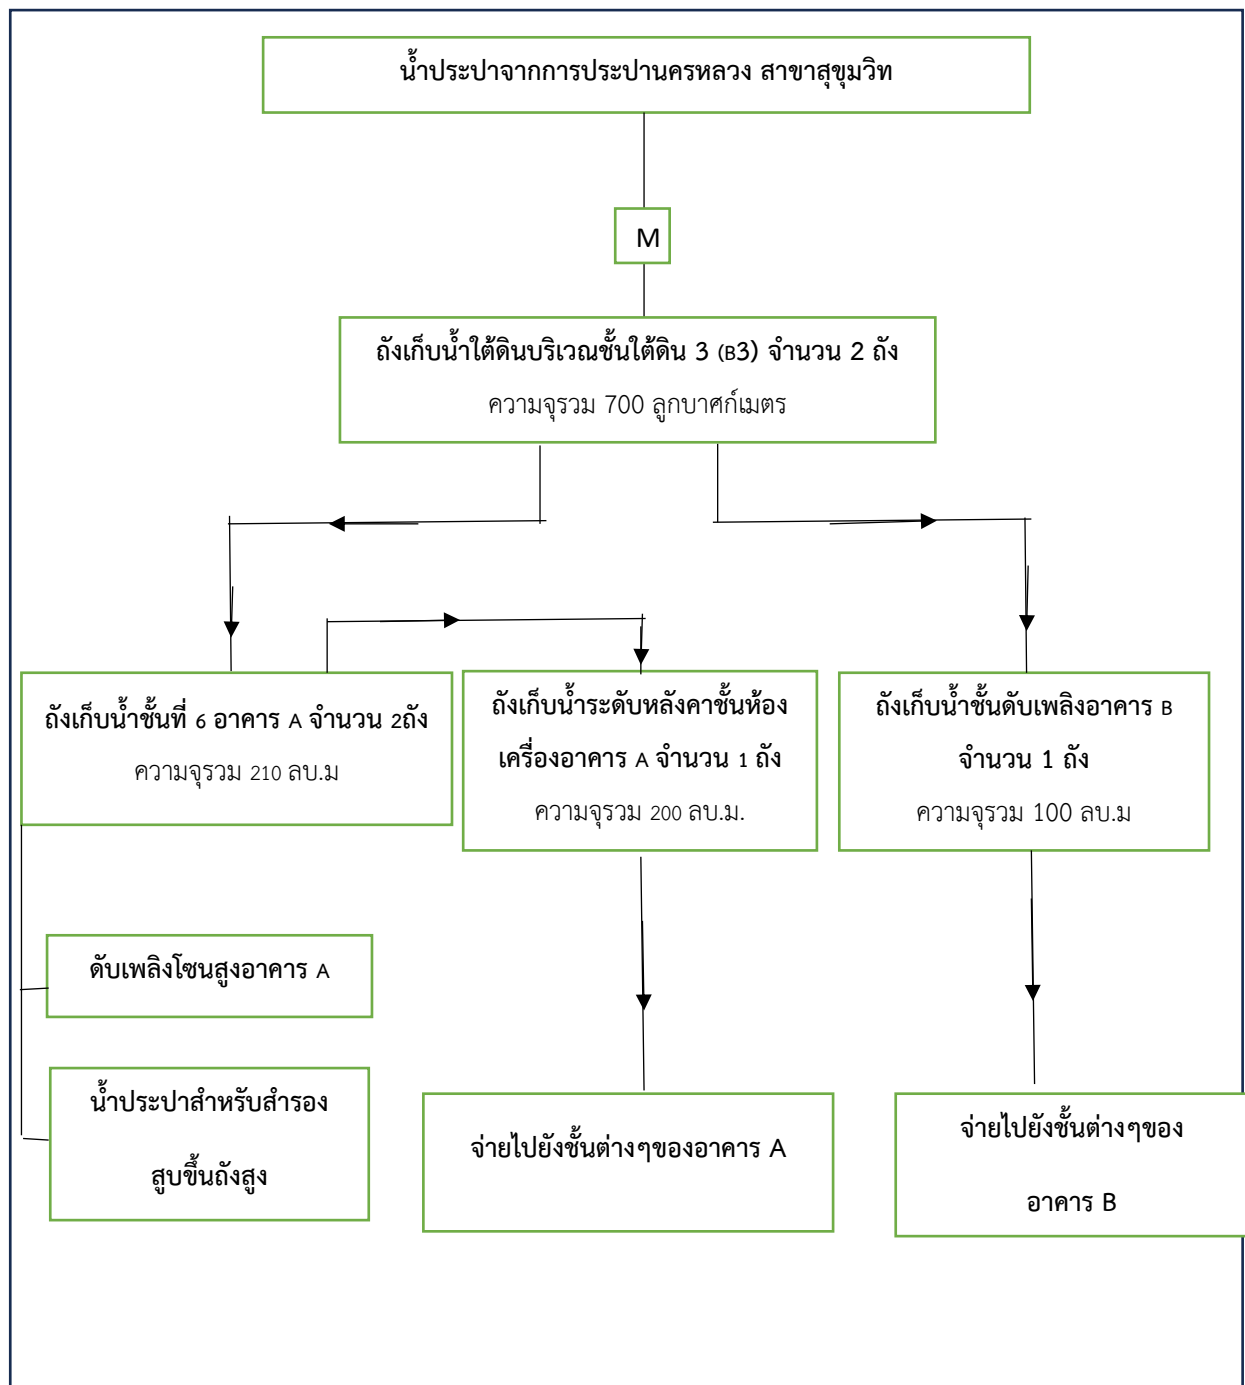 น้ำประปาจากการประปานครหลวง สาขาสุขุมวิท
M
ถังเก็บน้ำใต้ดินบริเวณชั้นใต้ดิน 3 (B3) จำนวน 2 ถัง
ความจุรวม 700 ลูกบาศก์เมตร
ถังเก็บน้ำชั้นที่ 6 อาคาร A จำนวน 2ถัง
ความจุรวม 210 ลบ.ม
ถังเก็บน้ำระดับหลังคาชั้นห้อง
เครื่องอาคาร A จำนวน 1 ถัง
ความจุรวม 200 ลบ.ม.
ถังเก็บน้ำชั้นดับเพลิงอาคาร B
จำนวน 1 ถัง
ความจุรวม 100 ลบ.ม
ดับเพลิงโซนสูงอาคาร A
น้ำประปาสำหรับสำรอง
สูบขึ้นถังสูง
จ่ายไปยังชั้นต่างๆของอาคาร A
จ่ายไปยังชั้นต่างๆของ
อาคาร B